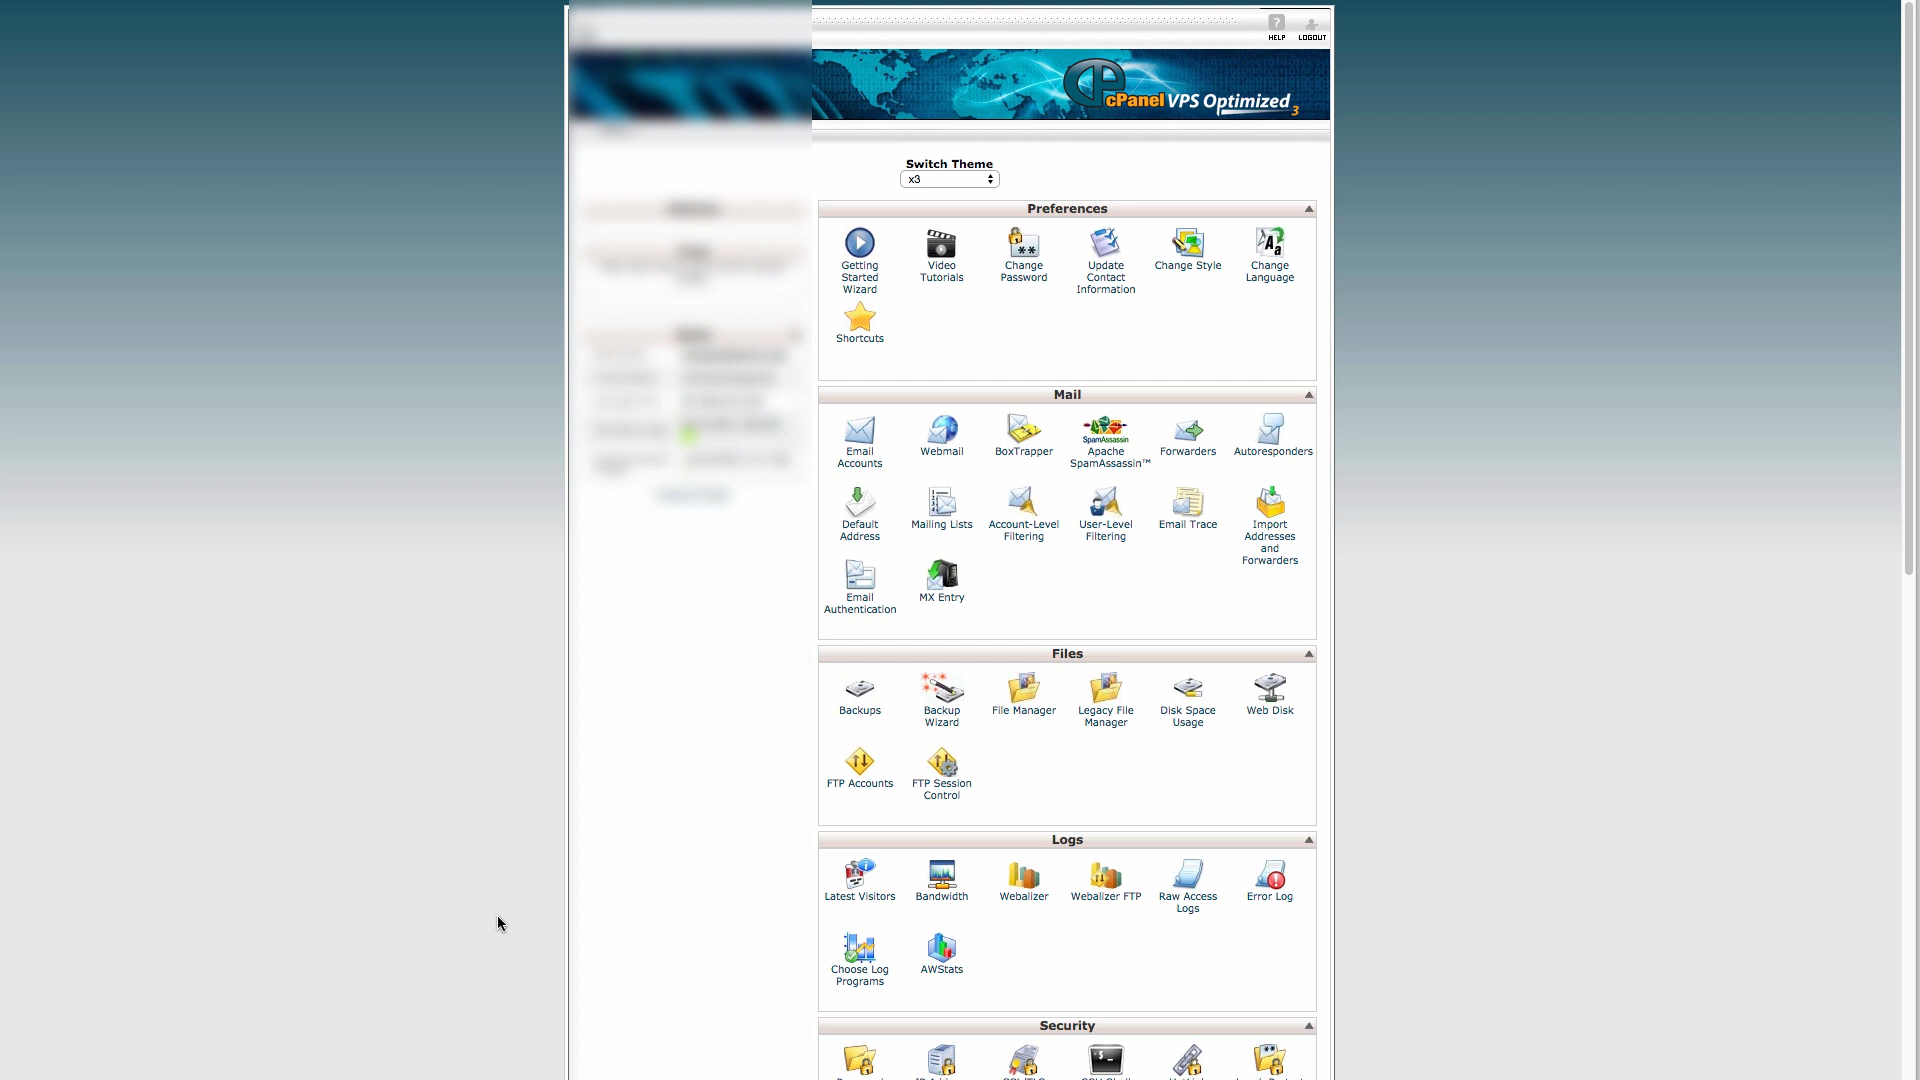 HELP LOGOUT
cPanel VPS Optimized 3
Switch Theme
x3
Preferences
Getting Started Wizard
Video Tutorials
Change Password
Update Contact Information
Change Style
Change Language
Shortcuts
Mail
Email Accounts
Webmail
BoxTrapper
SpamAssassin
Apache SpamAssassin™
Forwarders
Autoresponders
Default Address
Mailing Lists
Account-Level Filtering
User-Level Filtering
Email Trace
Import Addresses and Forwarders
Email Authentication
MX Entry
Files
Backups
Backup Wizard
File Manager
Legacy File Manager
Disk Space Usage
Web Disk
FTP Accounts
FTP Session Control
Logs
Latest Visitors
Bandwidth
Webalizer
Webalizer FTP
Raw Access Logs
Error Log
Choose Log Programs
AWStats
Security